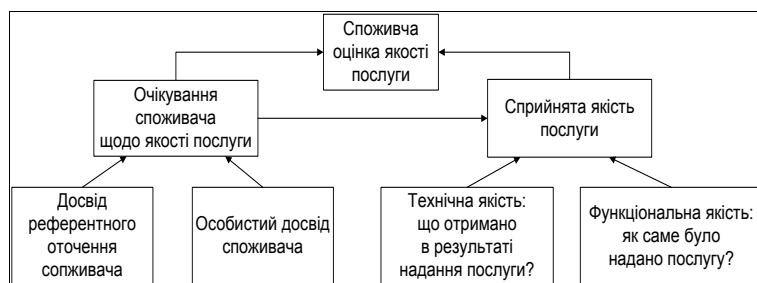 Споживча
оцінка якості
послуги
Очікування
споживача
щодо якості послуги
Сприйнята якість
послуги
Досвід
референтного
оточення
сопживача
Особистий досвід
споживача
Технічна якість:
що отримано
в результаті
надання послуги?
Функціональна якість:
як саме було
надано послугу?